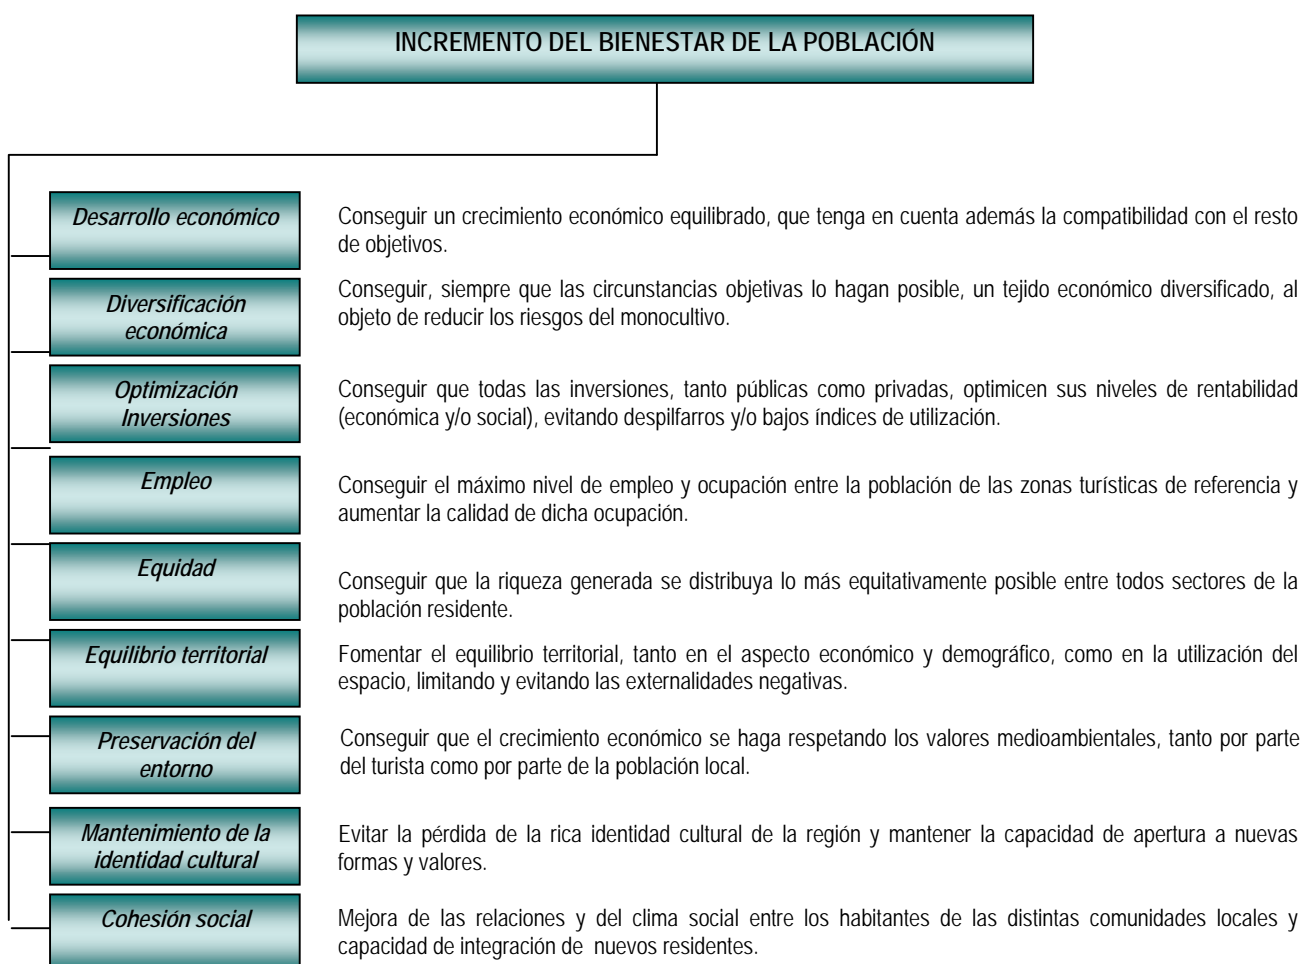 INCREMENTO DEL BIENESTAR DE LA POBLACIÓN
Desarrollo económico
Conseguir un crecimiento económico equilibrado, que tenga en cuenta además la compatibilidad con el resto
de objetivos.
Diversificación
económica
Conseguir, siempre que las circunstancias objetivas lo hagan posible, un tejido económico diversificado, al
objeto de reducir los riesgos del monocultivo.
Optimización
Inversiones
Conseguir que todas las inversiones, tanto públicas como privadas, optimicen sus niveles de rentabilidad
(económica y/o social), evitando despilfarros y/o bajos índices de utilización.
Empleo
Conseguir el máximo nivel de empleo y ocupación entre la población de las zonas turísticas de referencia y
aumentar la calidad de dicha ocupación.
Equidad
Conseguir que la riqueza generada se distribuya lo más equitativamente posible entre todos sectores de la
población residente.
Equilibrio territorial
Fomentar el equilibrio territorial, tanto en el aspecto económico y demográfico, como en la utilización del
espacio, limitando y evitando las externalidades negativas.
Preservación del
entorno
Conseguir que el crecimiento económico se haga respetando los valores medioambientales, tanto por parte
del turista como por parte de la población local.
Mantenimiento de la
identidad cultural
Evitar la pérdida de la rica identidad cultural de la región y mantener la capacidad de apertura a nuevas
formas y valores.
Cohesión social
Mejora de las relaciones y del clima social entre los habitantes de las distintas comunidades locales y
capacidad de integración de nuevos residentes.